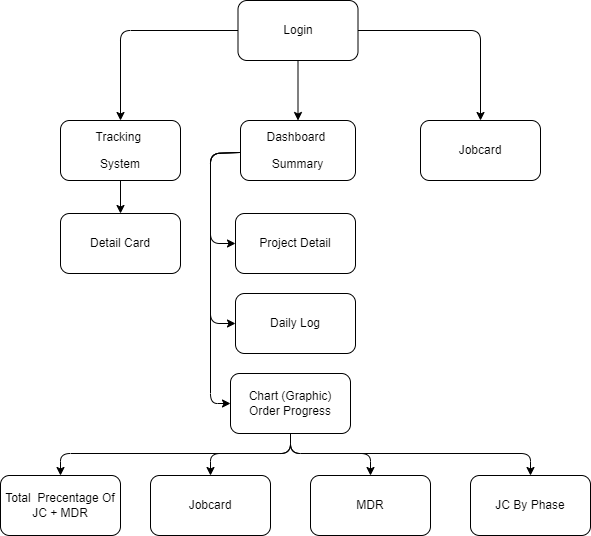 Login
Tracking
System
Dashboard
Summary
Jobcard
Detail Card
Project Detail
Daily Log
Chart (Graphic)
Order Progress
Total Precentage Of
JC + MDR
Jobcard
MDR
JC By Phase